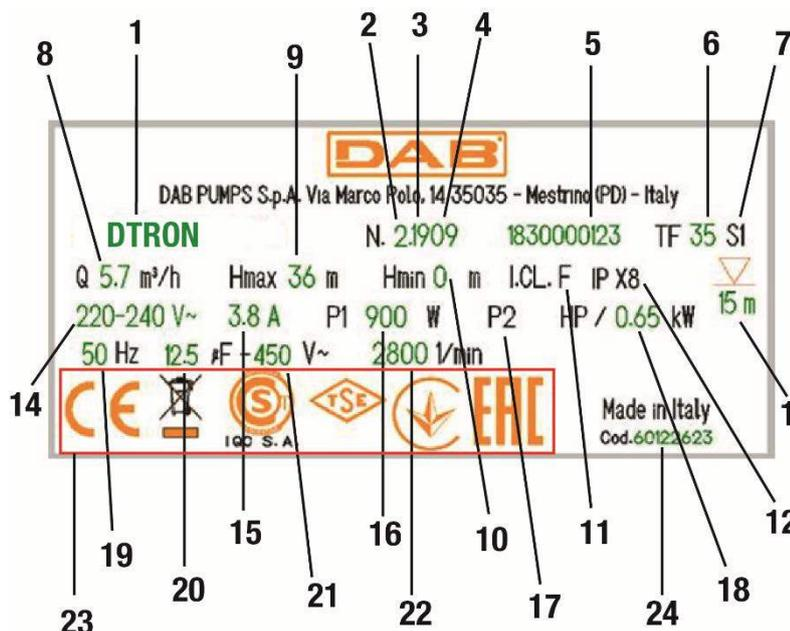 1 2 3 4 5 6 7
8 9
DAB
DAB PUMPS S.p.A. Via Marco Polo, 14 35035 - Mestrino (PD) - Italy
DTRON N. 2.1909 1830000123 TF 35 S1
Q 5.7 m³/h Hmax 36 m Hmin 0 m I.CL. F IP X8
220-240 V~ 3.8 A P1 900 W P2 HP / 0.65 kW 15 m
50 Hz 12.5 µF - 450 V~ 2800 1/min
14
CE S TSE EAC Made in Italy
IQC S.A. Cod.60122623
19 20 15 21 16 10 11 12
23 22 17 18 24